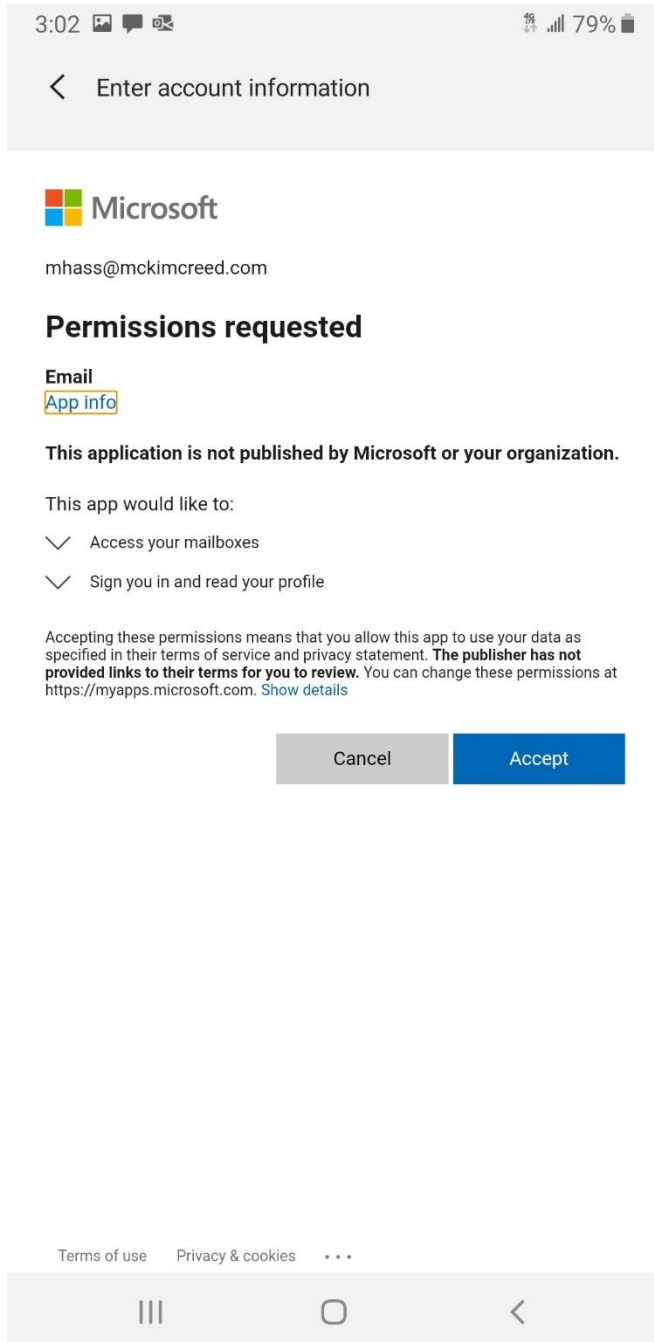 3:02 79%
Enter account information
Microsoft
mhass@mckimcreed.com
Permissions requested
Email
App info
This application is not published by Microsoft or your organization.
This app would like to:
Access your mailboxes
Sign you in and read your profile
Accepting these permissions means that you allow this app to use your data as
specified in their terms of service and privacy statement. The publisher has not
provided links to their terms for you to review. You can change these permissions at
https://myapps.microsoft.com. Show details
Cancel Accept
Terms of use Privacy & cookies ...